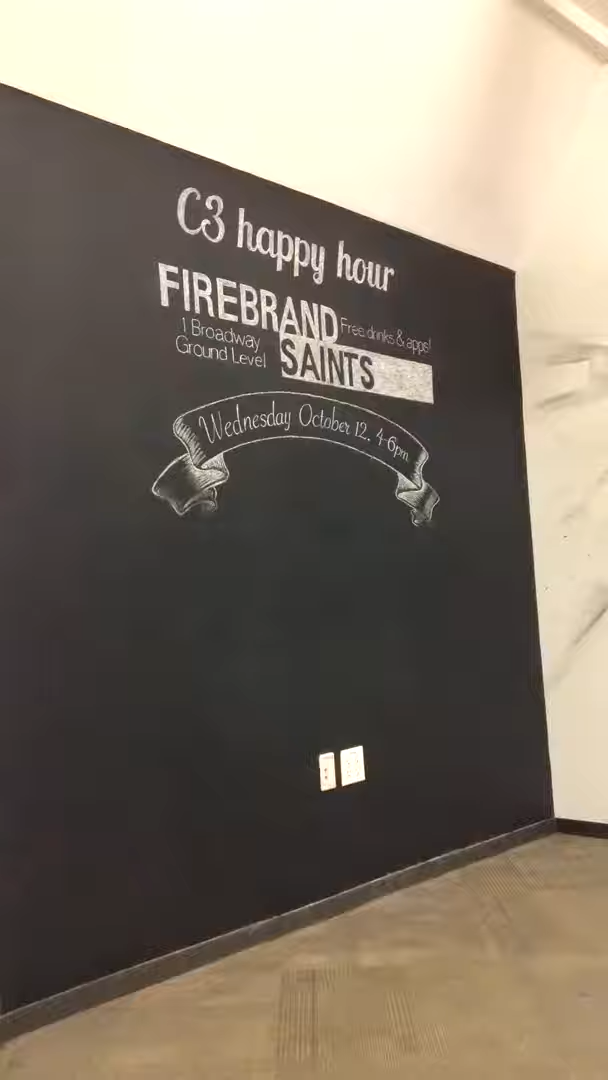 C3 happy hour
FIREBRAND
Free drinks & apps!
1 Broadway
Ground Level
SAINTS
Wednesday October 12, 4-6pm